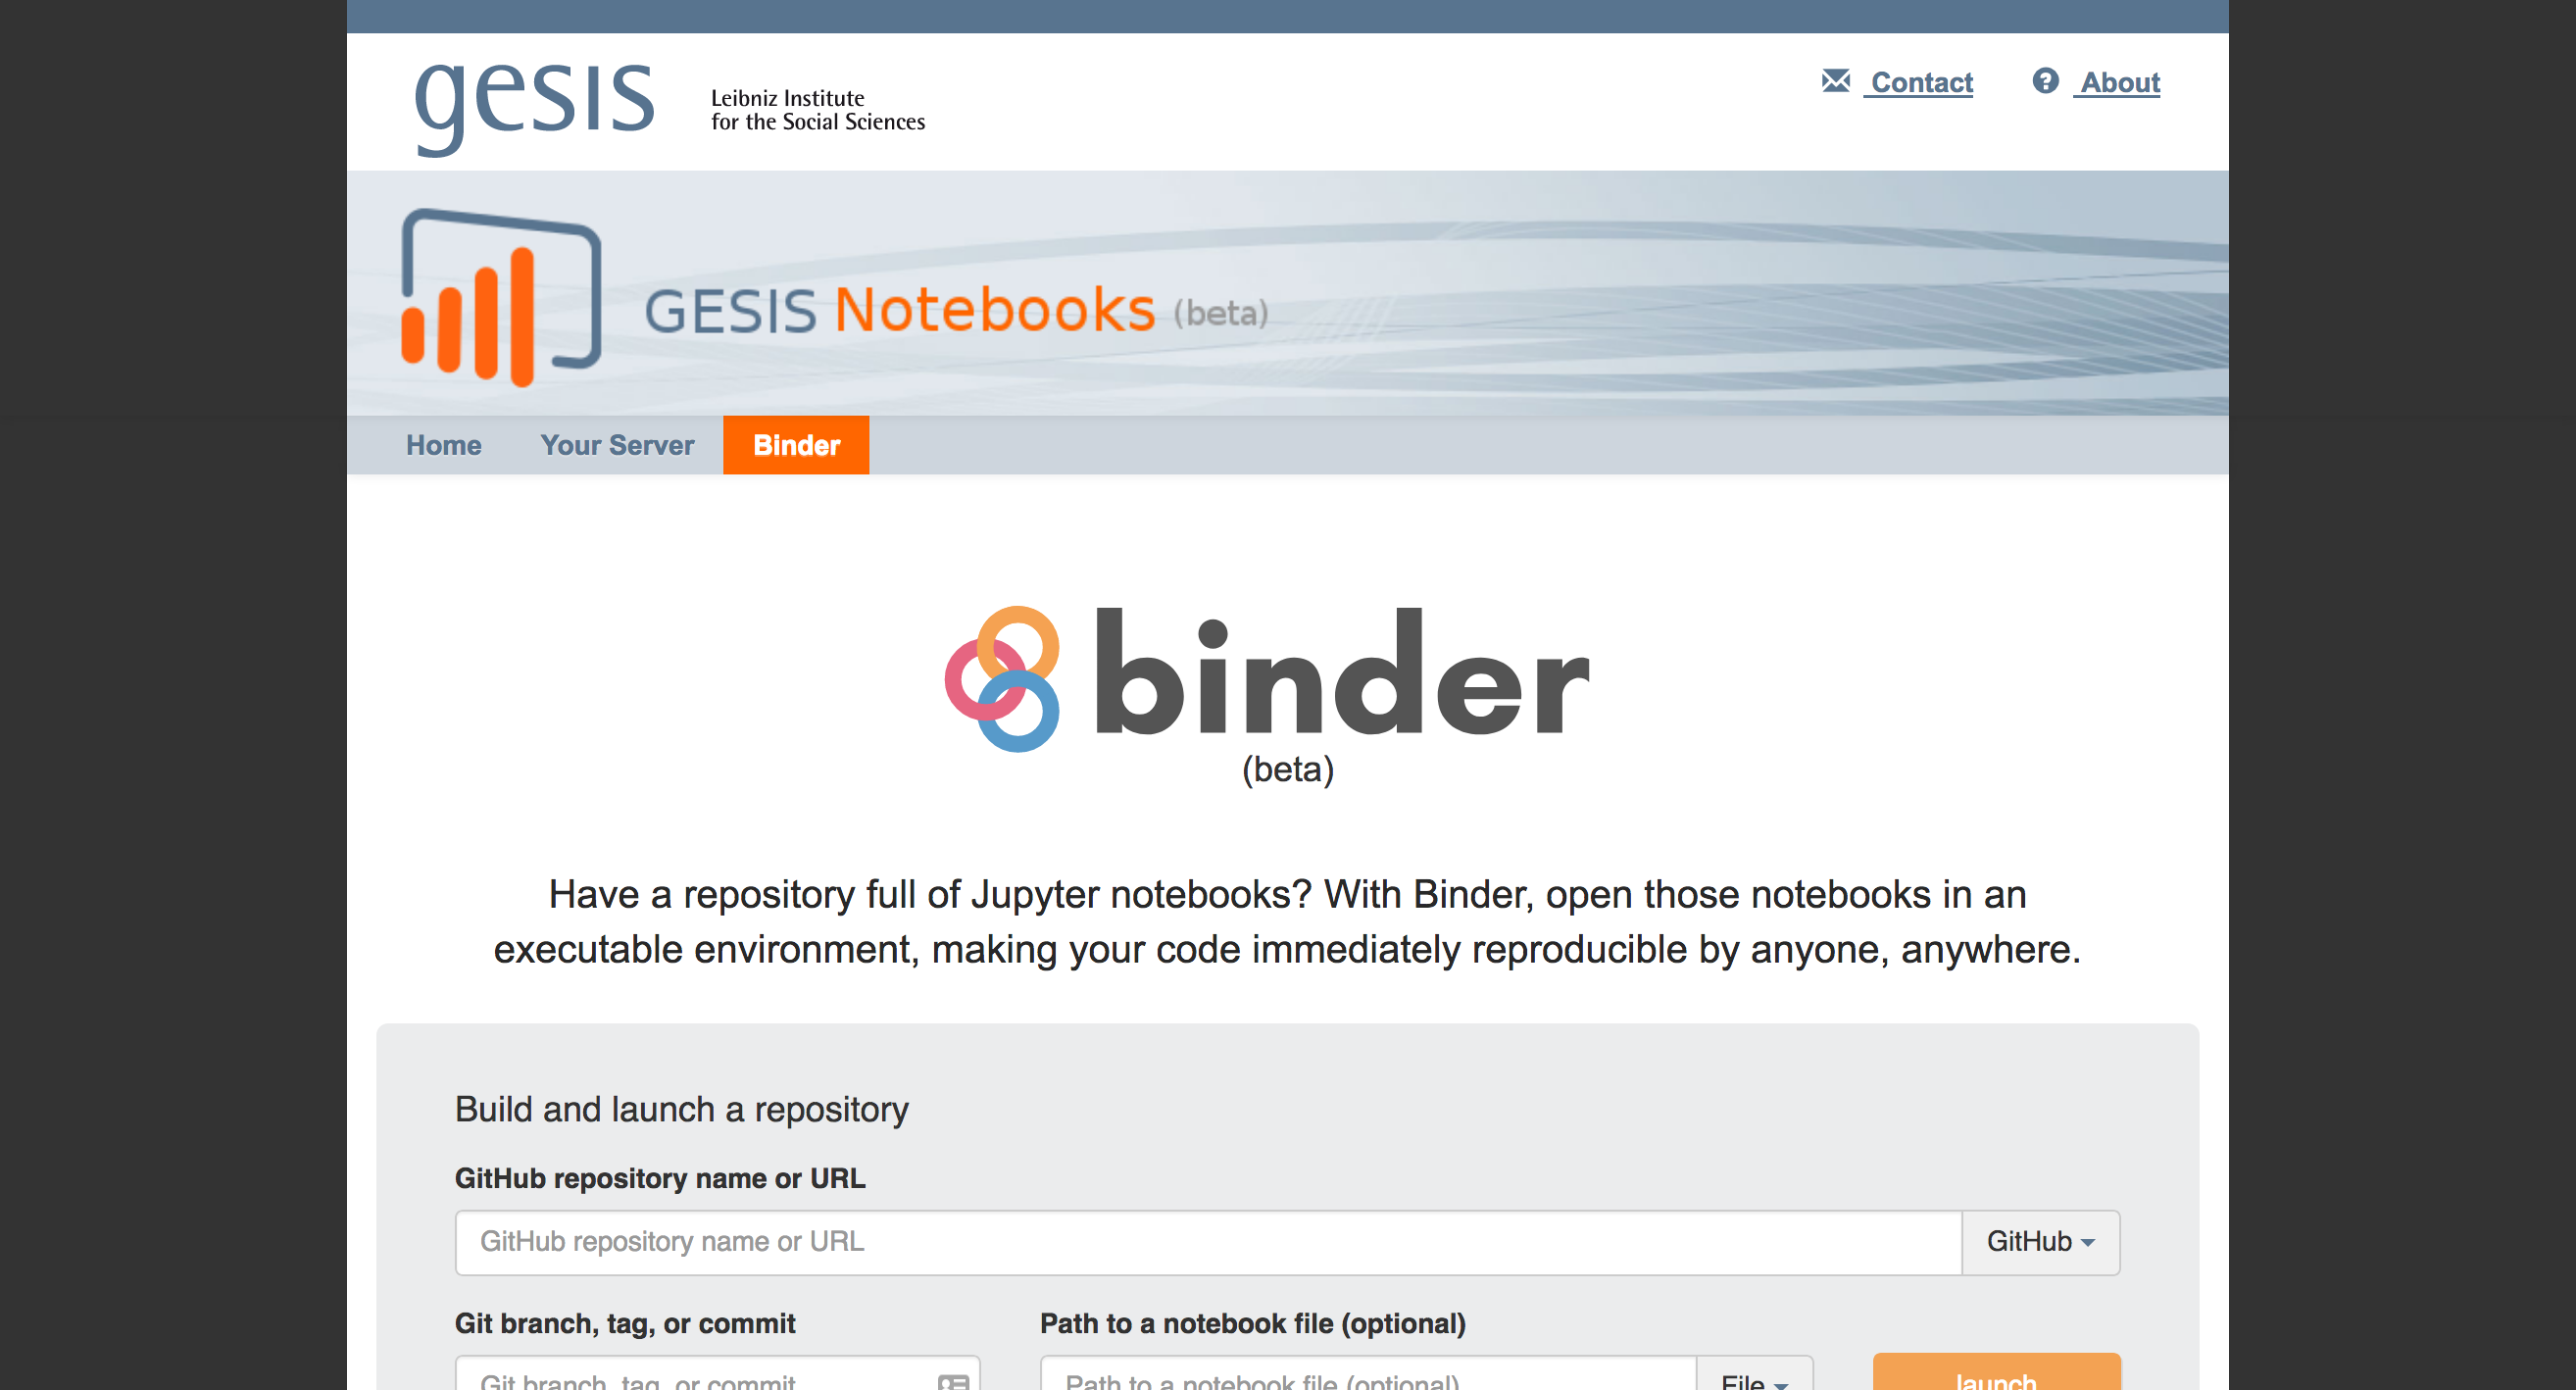 gesis
Leibniz Institute
for the Social Sciences
Contact
About
GESIS Notebooks (beta)
Home
Your Server
Binder
binder
(beta)
Have a repository full of Jupyter notebooks? With Binder, open those notebooks in an
executable environment, making your code immediately reproducible by anyone, anywhere.
Build and launch a repository
GitHub repository name or URL
GitHub repository name or URL
GitHub
Git branch, tag, or commit
Path to a notebook file (optional)
Git branch, tag, or commit
Path to a notebook file (optional)
File
launch